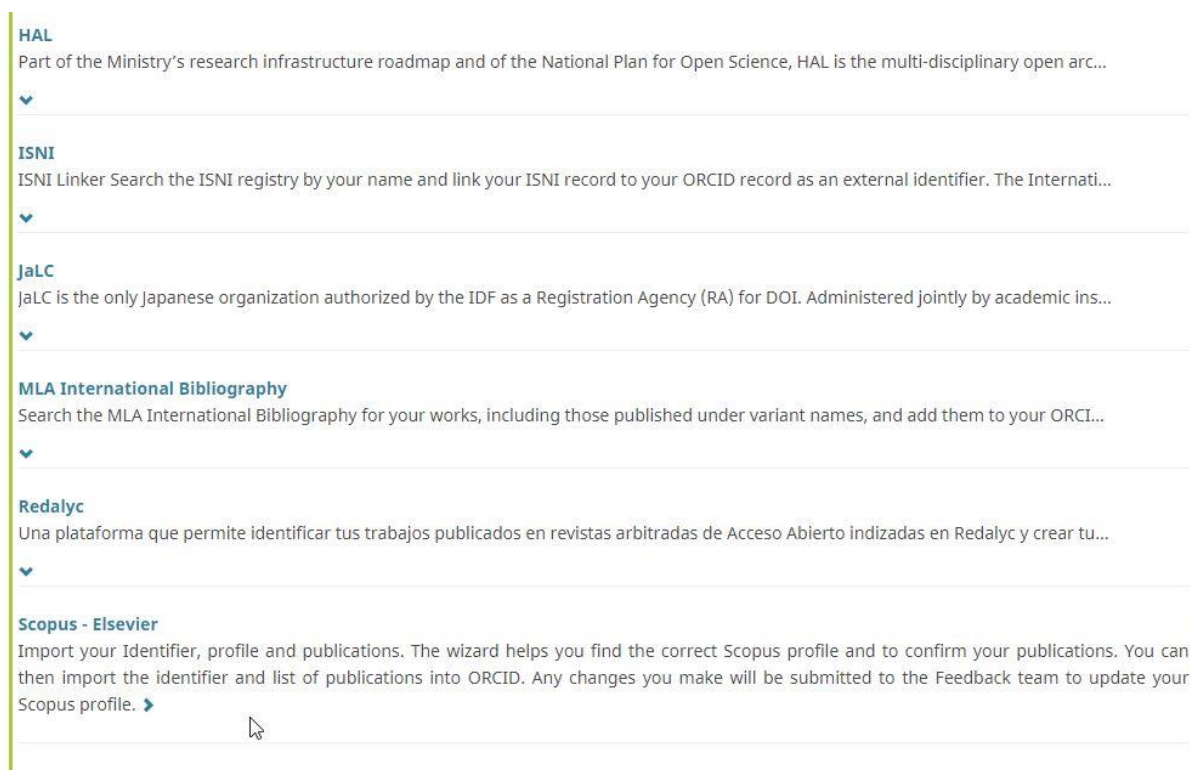 HAL
Part of the Ministry’s research infrastructure roadmap and of the National Plan for Open Science, HAL is the multi-disciplinary open arc...
ISNI
ISNI Linker Search the ISNI registry by your name and link your ISNI record to your ORCID record as an external identifier. The Internati...
JaLC
JaLC is the only Japanese organization authorized by the IDF as a Registration Agency (RA) for DOI. Administered jointly by academic ins...
MLA International Bibliography
Search the MLA International Bibliography for your works, including those published under variant names, and add them to your ORCI...
Redalyc
Una plataforma que permite identificar tus trabajos publicados en revistas arbitradas de Acceso Abierto indizadas en Redalyc y crear tu...
Scopus - Elsevier
Import your Identifier, profile and publications. The wizard helps you find the correct Scopus profile and to confirm your publications. You can
then import the identifier and list of publications into ORCID. Any changes you make will be submitted to the Feedback team to update your
Scopus profile.